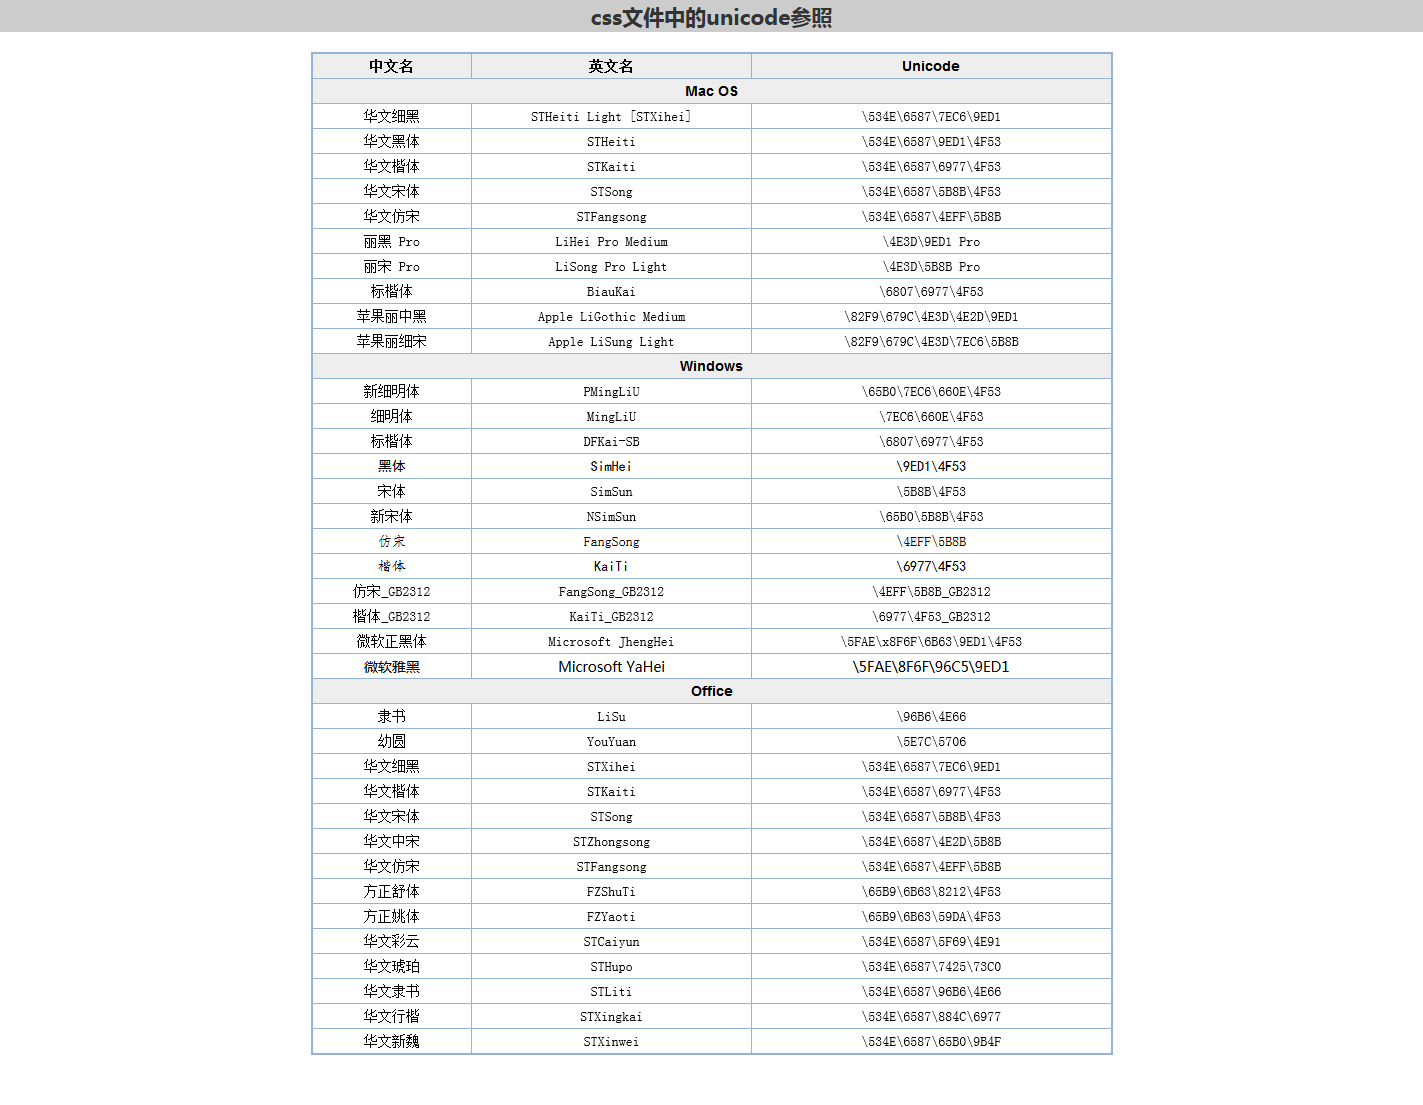 css文件中的unicode参照
中文名 英文名 Unicode
Mac OS
华文细黑 STHeiti Light [STXihei] \534E\6587\7EC6\9ED1
华文黑体 STHeiti \534E\6587\9ED1\4F53
华文楷体 STKaiti \534E\6587\6977\4F53
华文宋体 STSong \534E\6587\5B8B\4F53
华文仿宋 STFangsong \534E\6587\4EFF\5B8B
丽黑 Pro LiHei Pro Medium \4E3D\9ED1 Pro
丽宋 Pro LiSong Pro Light \4E3D\5B8B Pro
标楷体 BiauKai \6807\6977\4F53
苹果丽中黑 Apple LiGothic Medium \82F9\679C\4E3D\4E2D\9ED1
苹果丽细宋 Apple LiSung Light \82F9\679C\4E3D\7EC6\5B8B
Windows
新细明体 PMingLiU \65B0\7EC6\660E\4F53
细明体 MingLiU \7EC6\660E\4F53
标楷体 DFKai-SB \6807\6977\4F53
黑体 SimHei \9ED1\4F53
宋体 SimSun \5B8B\4F53
新宋体 NSimSun \65B0\5B8B\4F53
仿宋 FangSong \4EFF\5B8B
楷体 KaiTi \6977\4F53
仿宋_GB2312 FangSong_GB2312 \4EFF\5B8B_GB2312
楷体_GB2312 KaiTi_GB2312 \6977\4F53_GB2312
微软正黑体 Microsoft JhengHei \5FAE\x8F6F\6B63\9ED1\4F53
微软雅黑 Microsoft YaHei \5FAE\8F6F\96C5\9ED1
Office
隶书 LiSu \96B6\4E66
幼圆 YouYuan \5E7C\5706
华文细黑 STXihei \534E\6587\7EC6\9ED1
华文楷体 STKaiti \534E\6587\6977\4F53
华文宋体 STSong \534E\6587\5B8B\4F53
华文中宋 STZhongsong \534E\6587\4E2D\5B8B
华文仿宋 STFangsong \534E\6587\4EFF\5B8B
方正舒体 FZShuTi \65B9\6B63\8212\4F53
方正姚体 FZYaoti \65B9\6B63\59DA\4F53
华文彩云 STCaiyun \534E\6587\5F69\4E91
华文琥珀 STHupo \534E\6587\7425\73C0
华文隶书 STLiti \534E\6587\96B6\4E66
华文行楷 STXingkai \534E\6587\884C\6977
华文新魏 STXinwei \534E\6587\65B0\9B4F